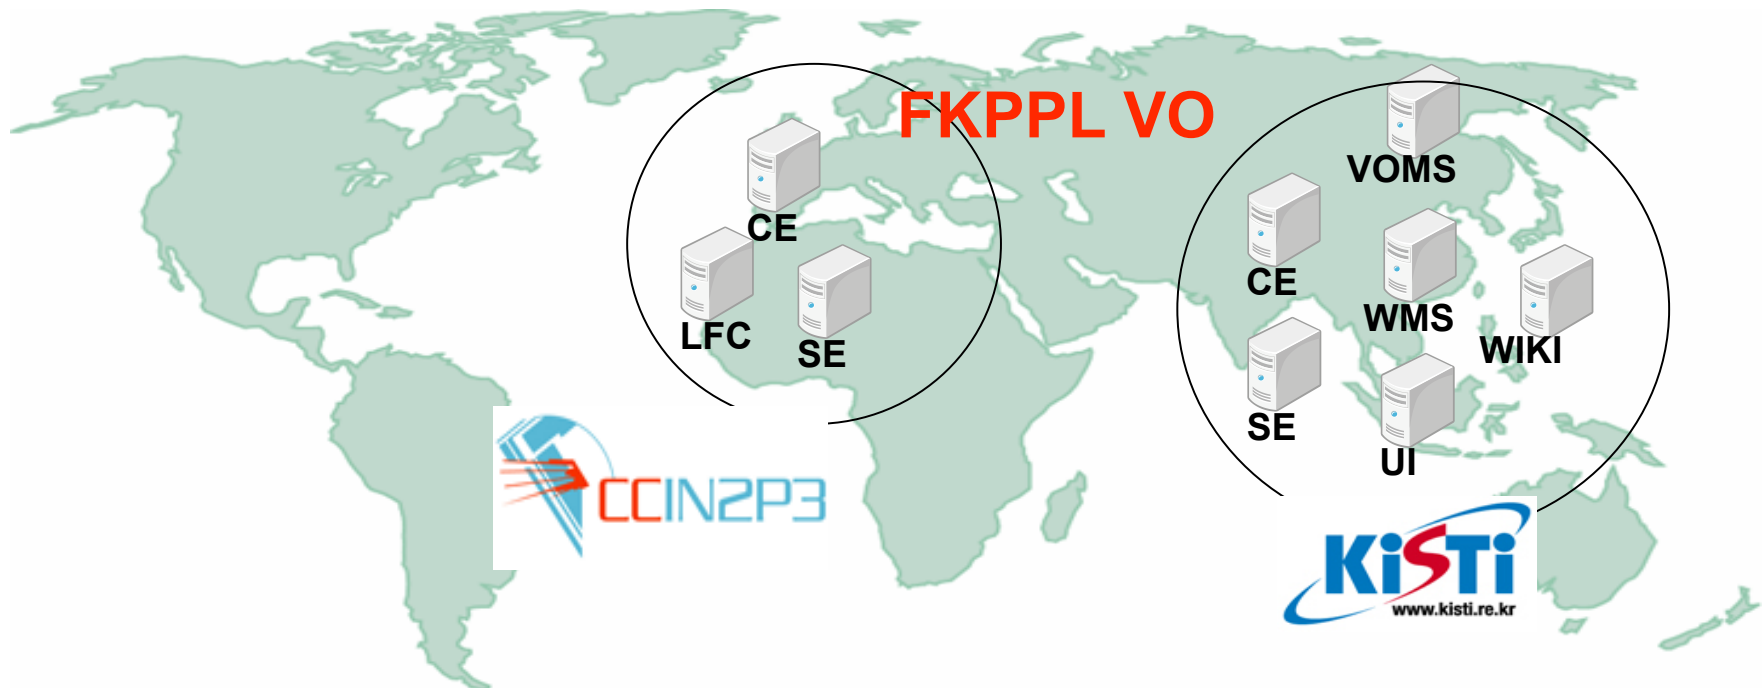 FKPPL VO
CE
LFC
SE
CCIN2P3
VOMS
CE
WMS
WIKI
SE
UI
KiSTi
www.kisti.re.kr